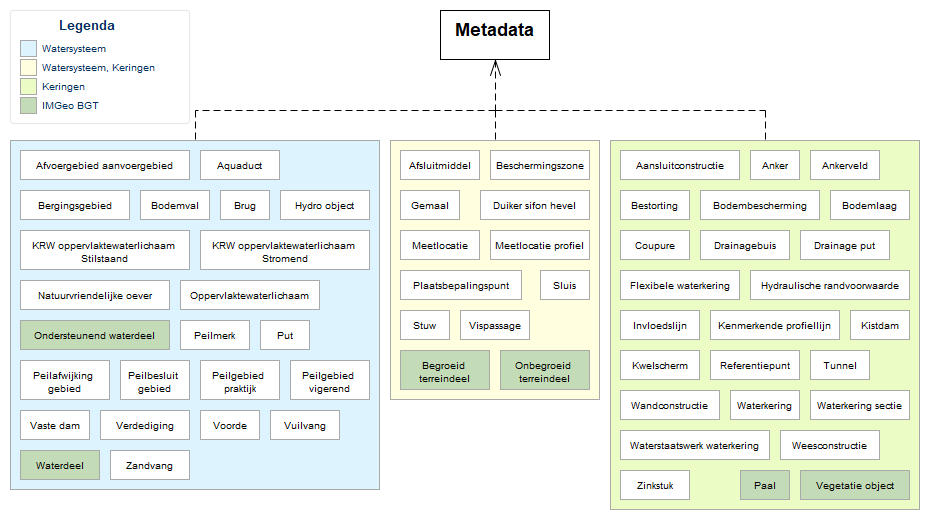 Legenda
Watersysteem
Watersysteem, Keringen
Keringen
IMGeo BGT
Metadata
Afvoergebied aanvoergebied
Aquaduct
Bergingsgebied
Bodemval
Brug
Hydro object
KRW oppervlaktewaterlichaam
Stilstaand
KRW oppervlaktewaterlichaam
Stromend
Natuurvriendelijke oever
Oppervlaktewaterlichaam
Ondersteunend waterdeel
Peilmerk
Put
Peilafwijking
gebied
Peilbesluit
gebied
Peilgebied
praktijk
Peilgebied
vigerend
Vaste dam
Verdediging
Voorde
Vuilvang
Waterdeel
Zandvang
Afsluitmiddel
Beschermingszone
Gemaal
Duiker sifon hevel
Meetlocatie
Meetlocatie profiel
Plaatsbepalingspunt
Sluis
Stuw
Vispassage
Begroeid
terreindeel
Onbegroeid
terreindeel
Aansluitconstructie
Anker
Ankerveld
Bestorting
Bodembescherming
Bodemlaag
Coupure
Drainagebuis
Drainage put
Flexibele waterkering
Hydraulische randvoorwaarde
Invloedslijn
Kenmerkende profiellijn
Kistdam
Kwelscherm
Referentiepunt
Tunnel
Wandconstructie
Waterkering
Waterkering sectie
Waterstaatswerk waterkering
Weesconstructie
Zinkstuk
Paal
Vegetatie object